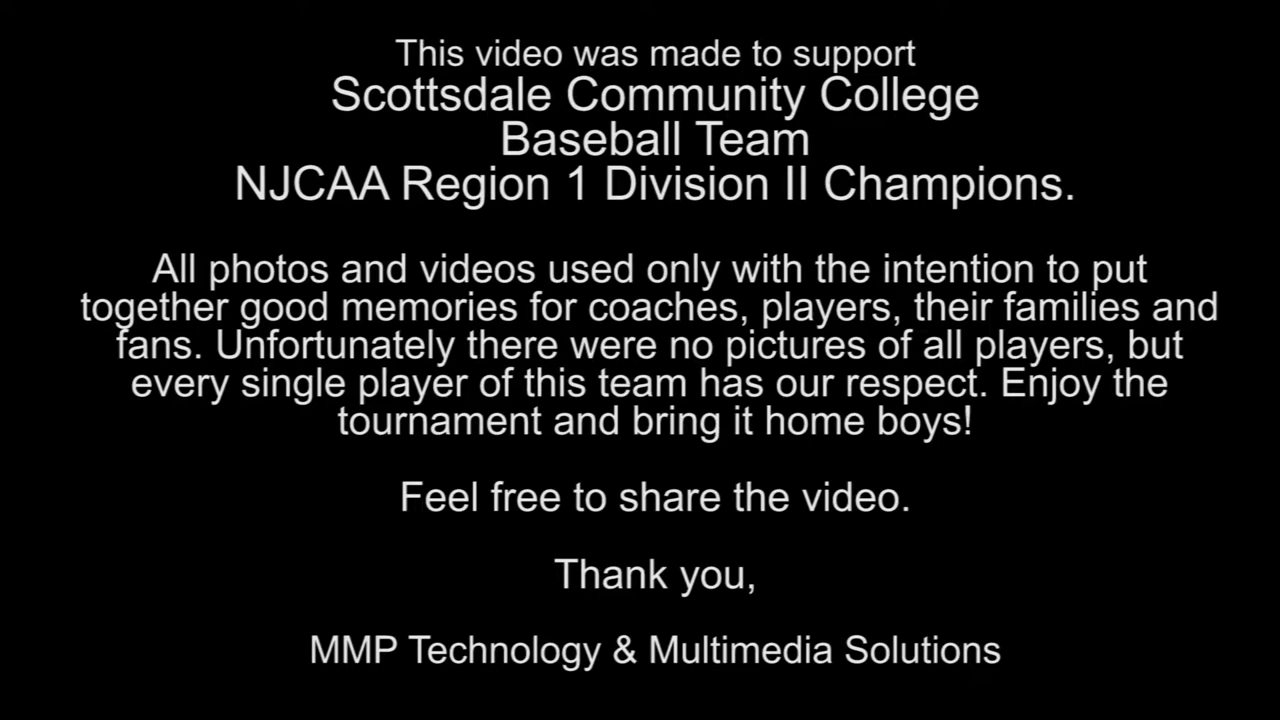 This video was made to support
Scottsdale Community College
Baseball Team
NJCAA Region 1 Division II Champions.
All photos and videos used only with the intention to put
together good memories for coaches, players, their families and
fans. Unfortunately there were no pictures of all players, but
every single player of this team has our respect. Enjoy the
tournament and bring it home boys!
Feel free to share the video.
Thank you,
MMP Technology & Multimedia Solutions